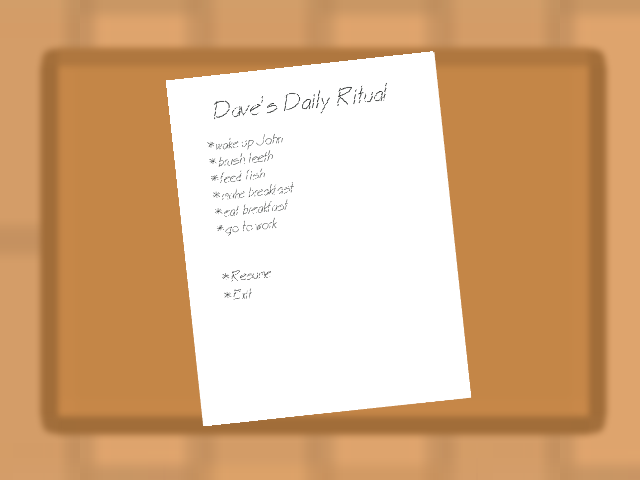 Dave's Daily Ritual
*wake up John
*brush teeth
*feed fish
*make breakfast
*eat breakfast
*go to work
*Resume
*Exit